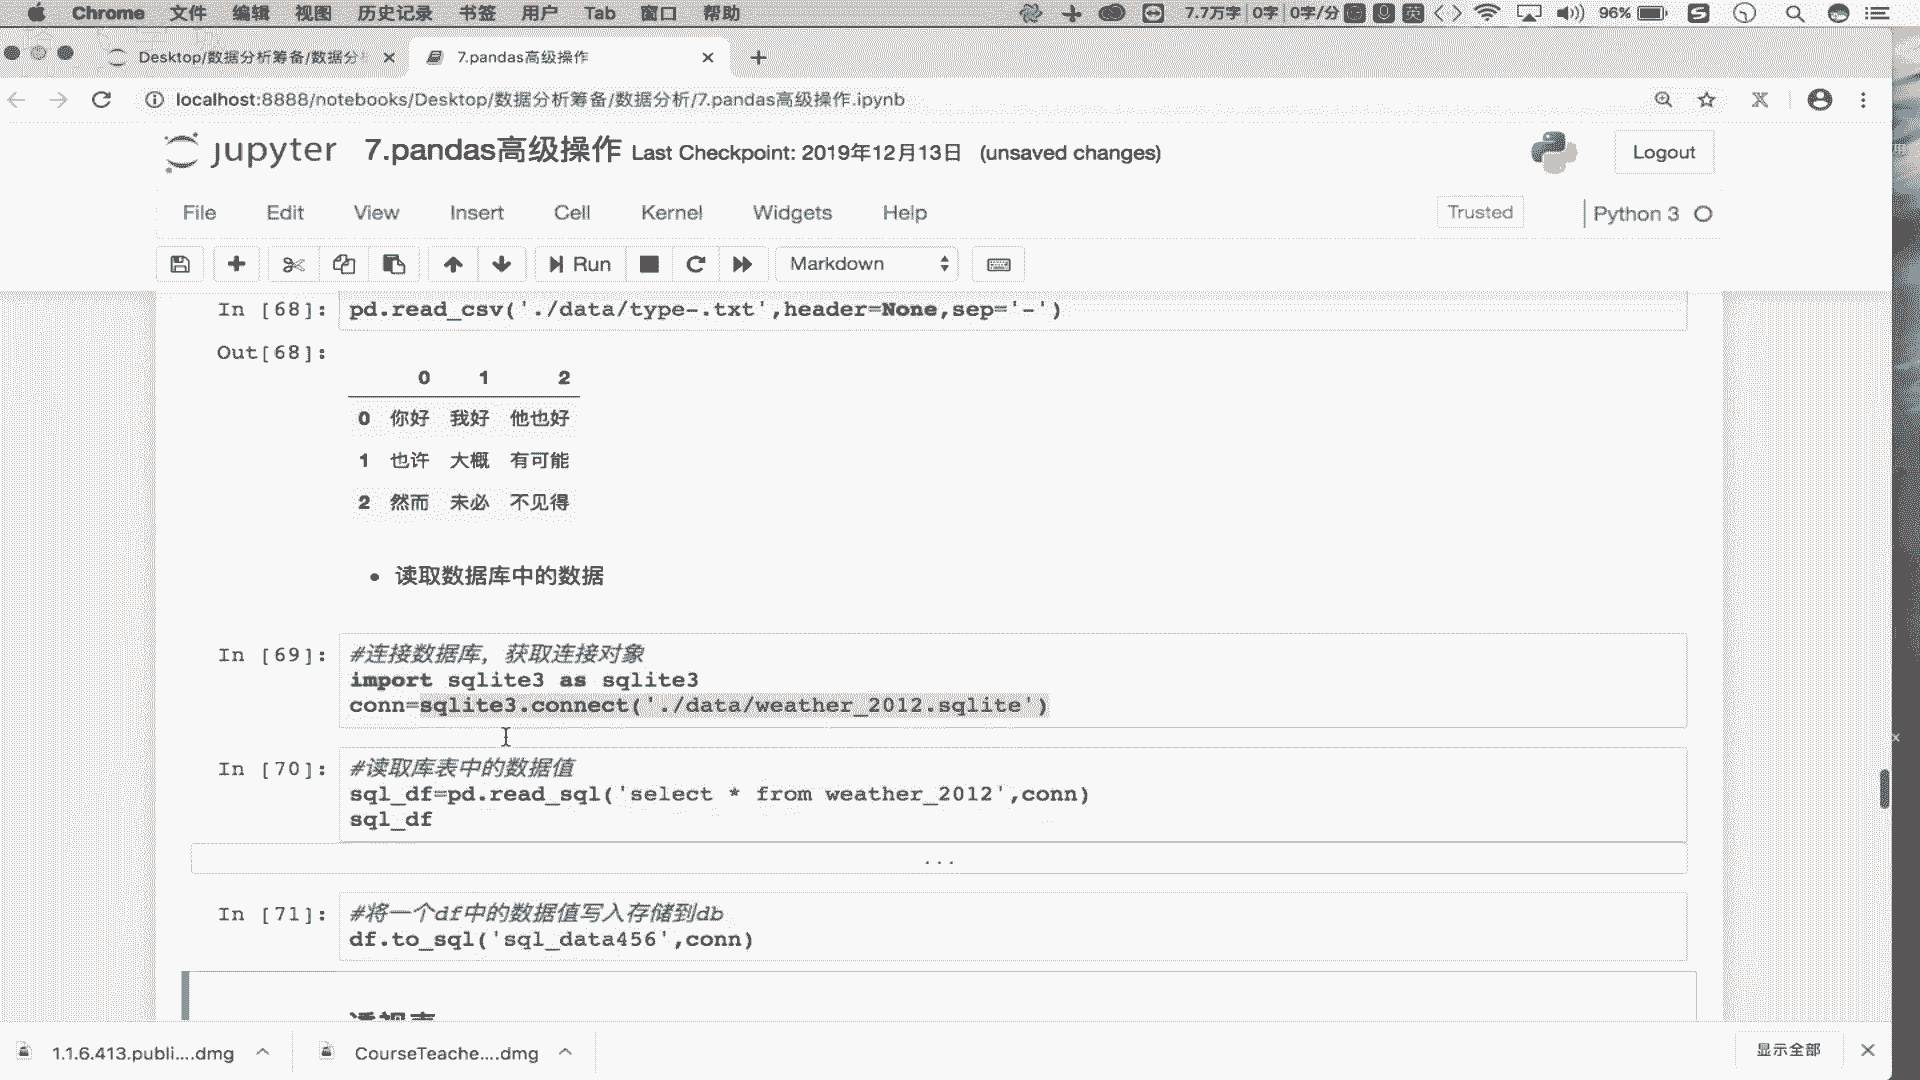 Chrome 文件 编辑 视图 历史记录 书签 用户 Tab 窗口 帮助 7.7万字 0字 0字/分 英 96%
Desktop/数据分析筹备/数据分 7.pandas高级操作
localhost:8888/notebooks/Desktop/数据分析筹备/数据分析/7.pandas高级操作.ipynb
jupyter 7.pandas高级操作 Last Checkpoint: 2019年12月13日 (unsaved changes) Logout
File Edit View Insert Cell Kernel Widgets Help Trusted Python 3
Run Markdown
In [68]: pd.read_csv('./data/type-.txt',header=None,sep='-')
Out[68]:
0 1 2
0 你好 我好 他也好
1 也许 大概 有可能
2 然而 未必 不见得
• 读取数据库中的数据
In [69]: #连接数据库，获取连接对象
import sqlite3 as sqlite3
conn=sqlite3.connect('./data/weather_2012.sqlite')
In [70]: #读取库表中的数据值
sql_df=pd.read_sql('select * from weather_2012',conn)
sql_df
...
In [71]: #将一个df中的数据值写入存储到db
df.to_sql('sql_data456',conn)
透视表
1.1.6.413.publi....dmg CourseTeache....dmg 显示全部